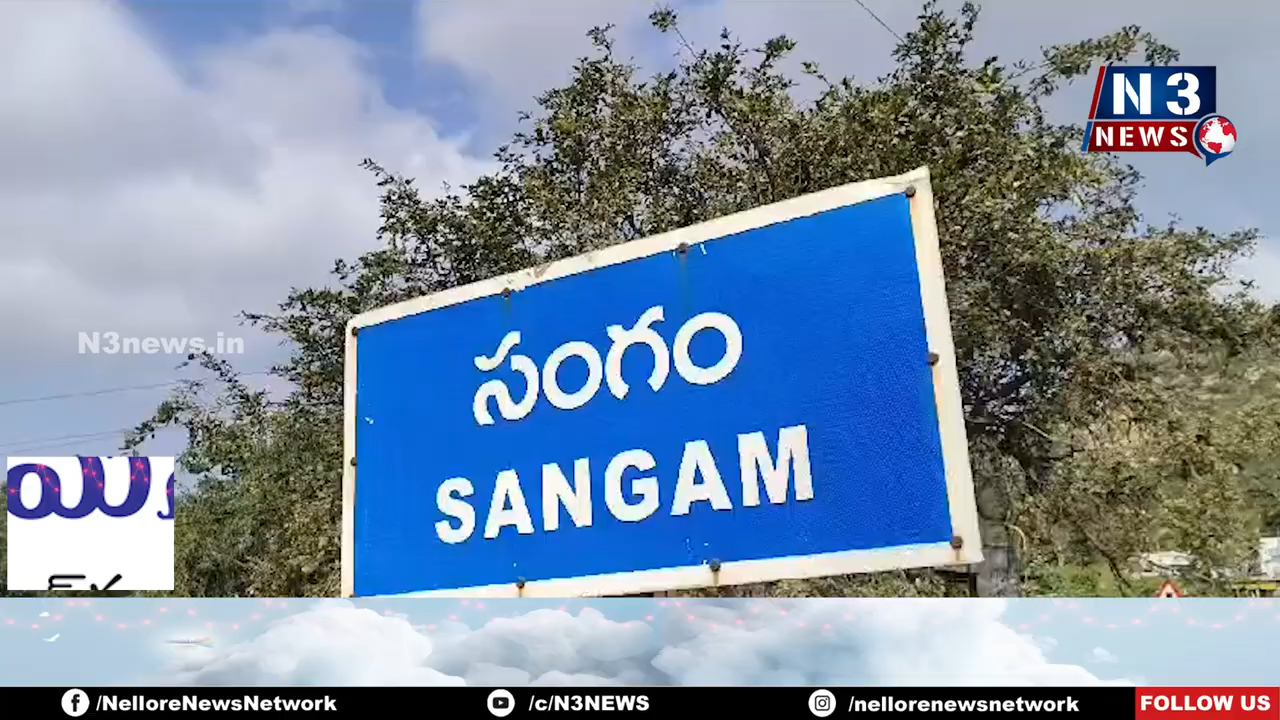 N3
NEWS
సంగం
SANGAM
N3news.in
/NelloreNewsNetwork
/c/N3NEWS
/nellorenewsnetwork
FOLLOW US